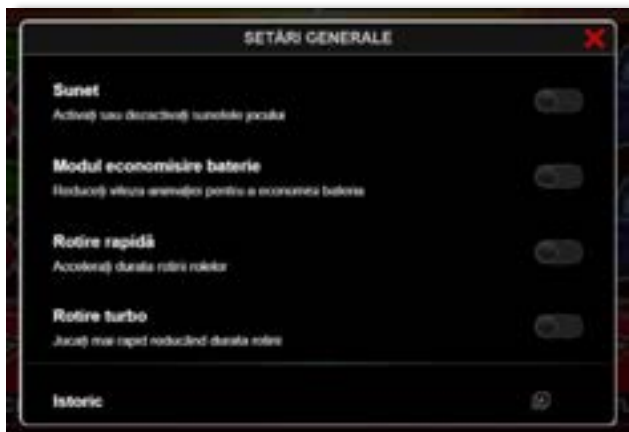 SETĂRI GENERALE
Sunet
Activați sau dezactivați sunetele jocului
Modul economisire baterie
Reduceți viteza animației pentru a economisi bateria
Rotire rapidă
Accelerați durata rotirii rolelor
Rotire turbo
Jucați mai rapid reducând durata rotirii
Istoric